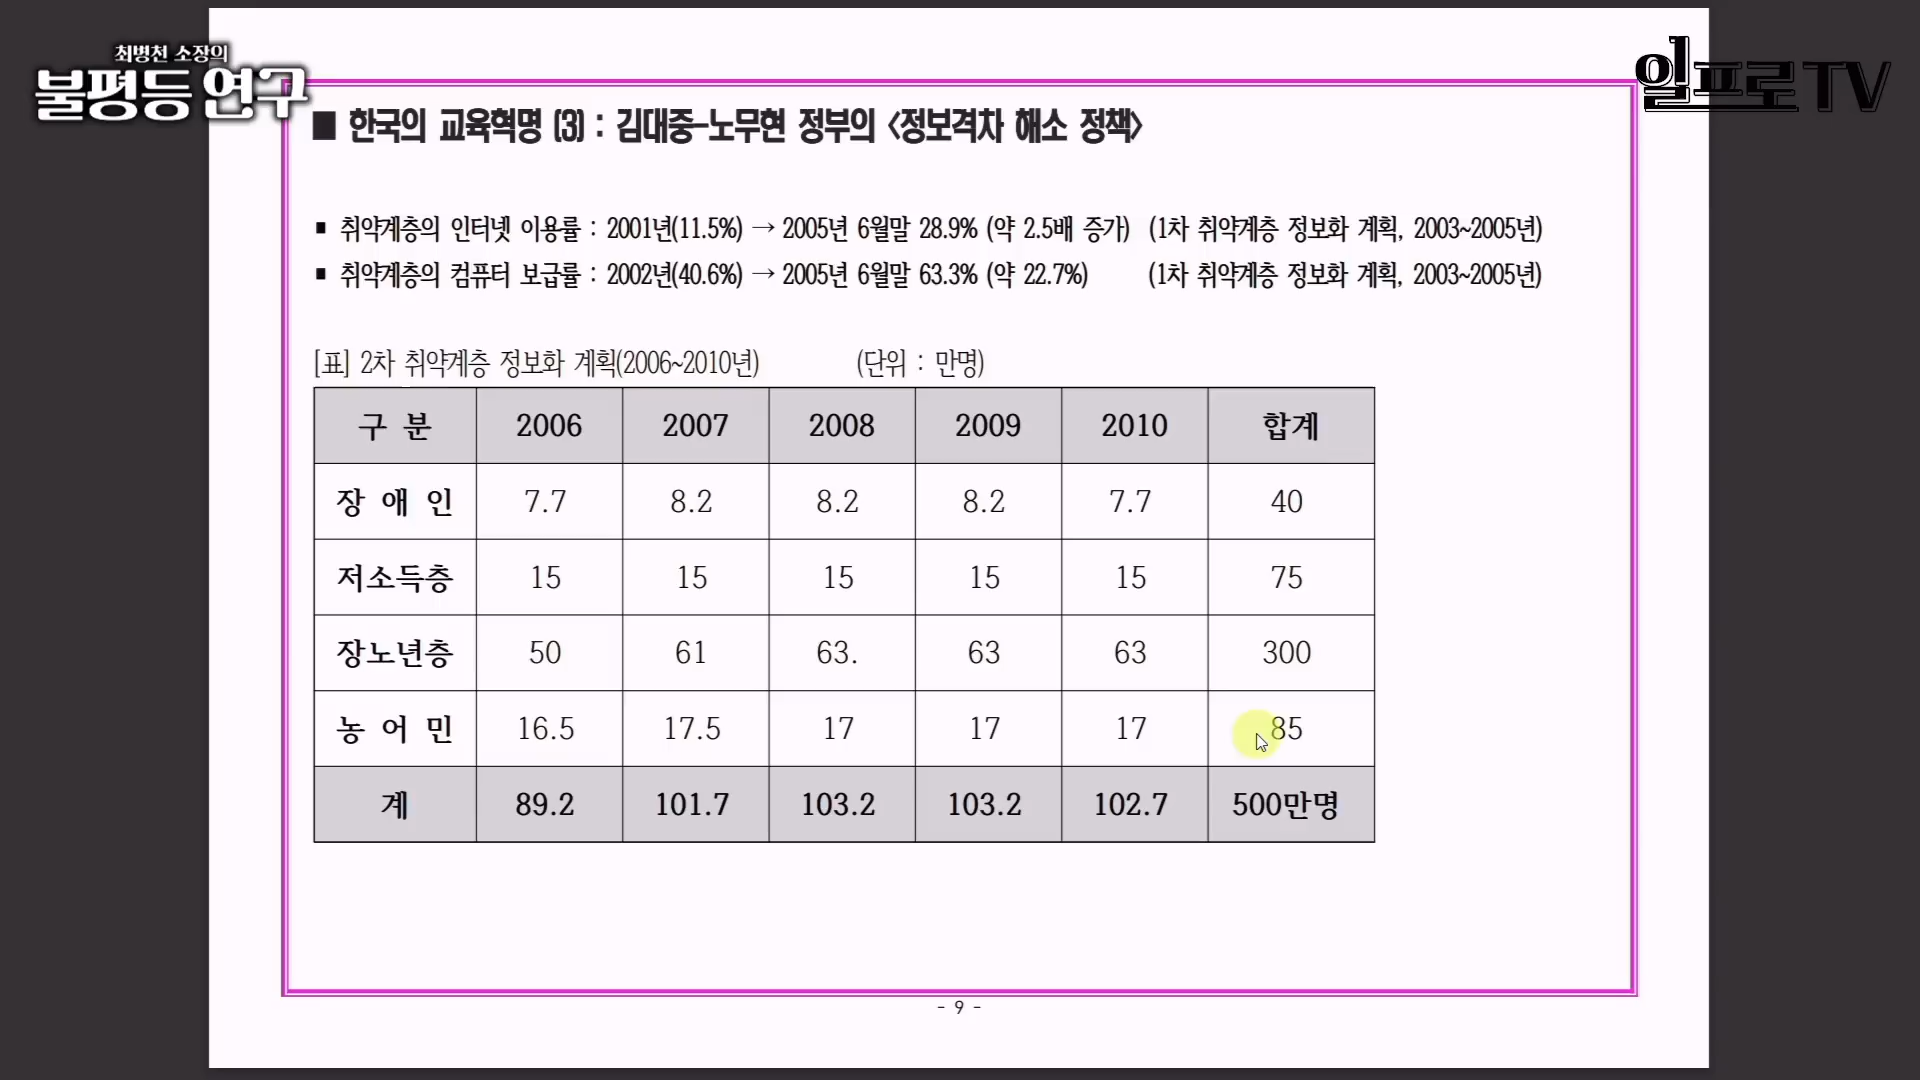 최병천 소장의
불평등 연구
일프로TV
■ 한국의 교육혁명 (3) : 김대중-노무현 정부의 <정보격차 해소 정책>
▪ 취약계층의 인터넷 이용률 : 2001년(11.5%) → 2005년 6월말 28.9% (약 2.5배 증가) (1차 취약계층 정보화 계획, 2003~2005년)
▪ 취약계층의 컴퓨터 보급률 : 2002년(40.6%) → 2005년 6월말 63.3% (약 22.7%) (1차 취약계층 정보화 계획, 2003~2005년)
[표] 2차 취약계층 정보화 계획(2006~2010년) (단위 : 만명)
구 분 2006 2007 2008 2009 2010 합계
장 애 인 7.7 8.2 8.2 8.2 7.7 40
저소득층 15 15 15 15 15 75
장노년층 50 61 63. 63 63 300
농 어 민 16.5 17.5 17 17 17 85
계 89.2 101.7 103.2 103.2 102.7 500만명
- 9 -